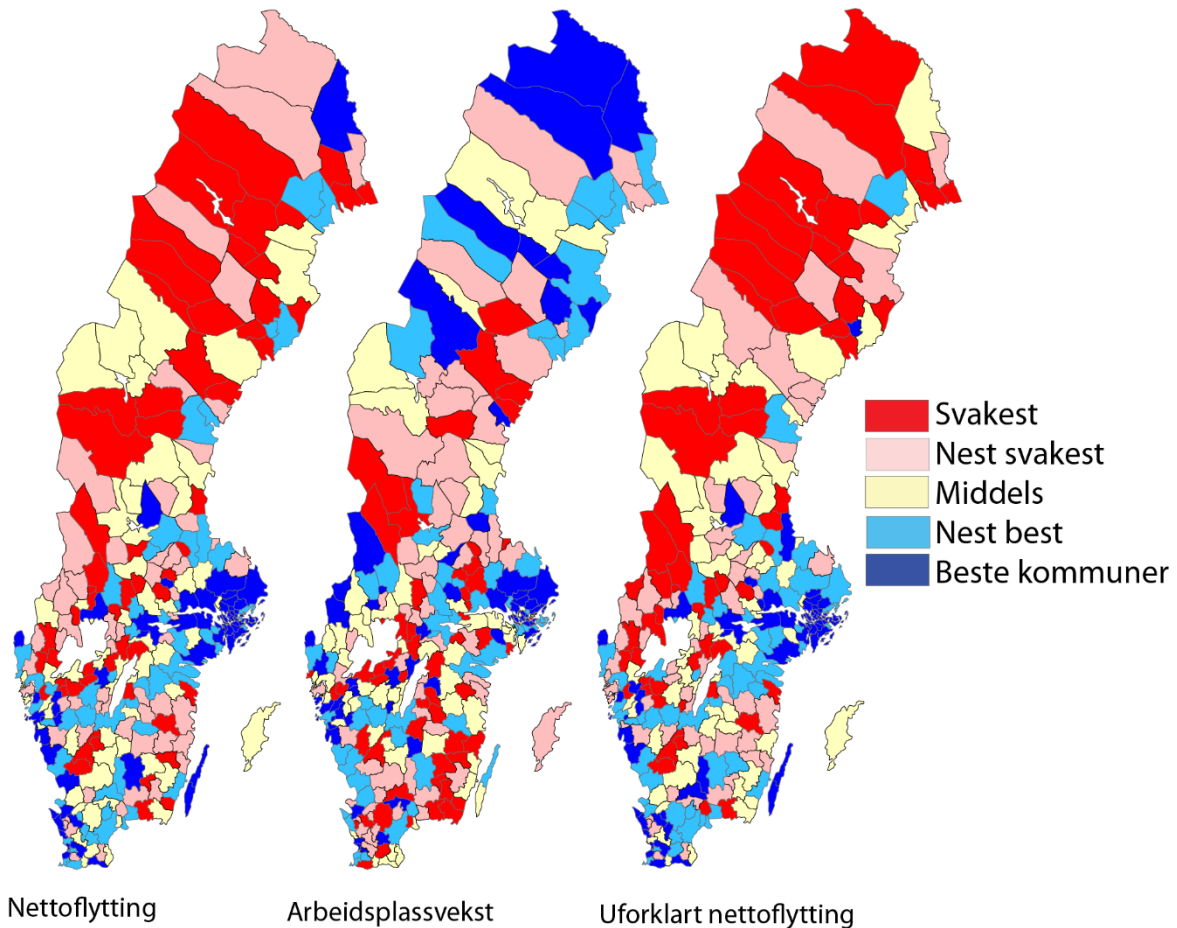 Svakest
Nest svakest
Middels
Nest best
Beste kommuner
Nettoflytting
Arbeidsplassvekst
Uforklart nettoflytting